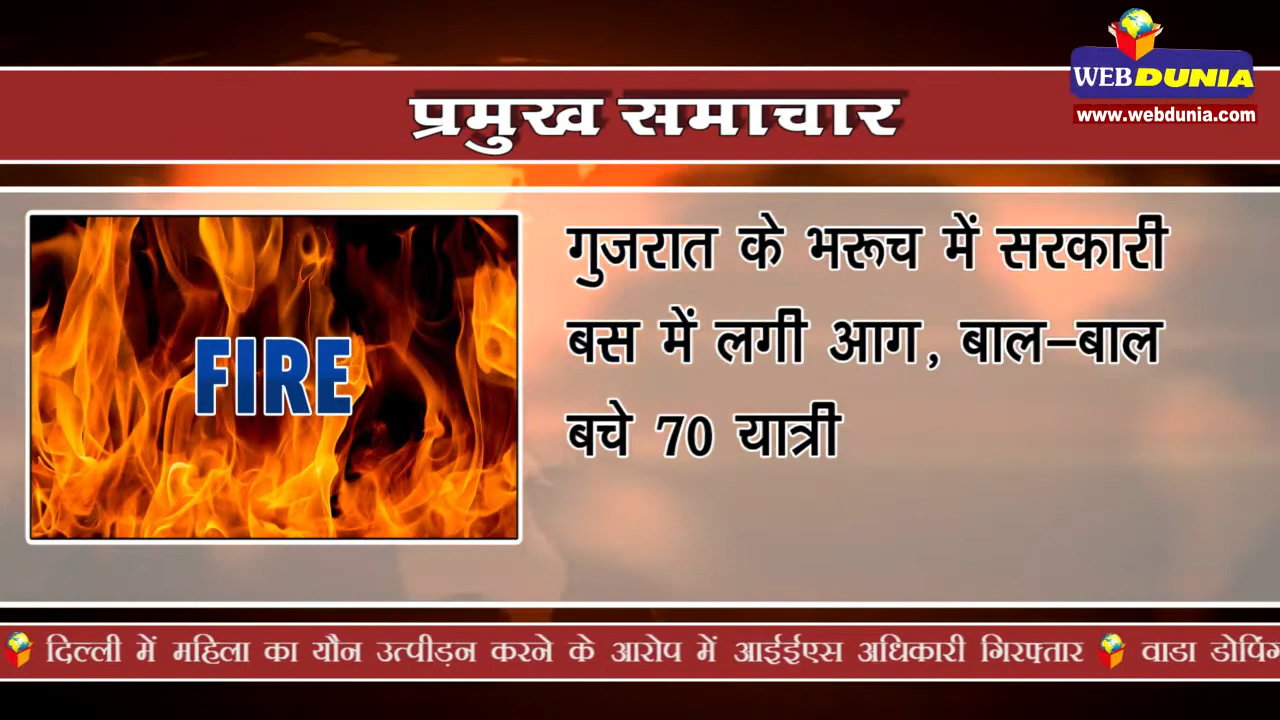 WEBDUNIA
www.webdunia.com
प्रमुख समाचार
FIRE
गुजरात के भरूच में सरकारी
बस में लगी आग, बाल-बाल
बचे 70 यात्री
दिल्ली में महिला का यौन उत्पीड़न करने के आरोप में आईईएस अधिकारी गिरफ्तार वाडा डोपिंग